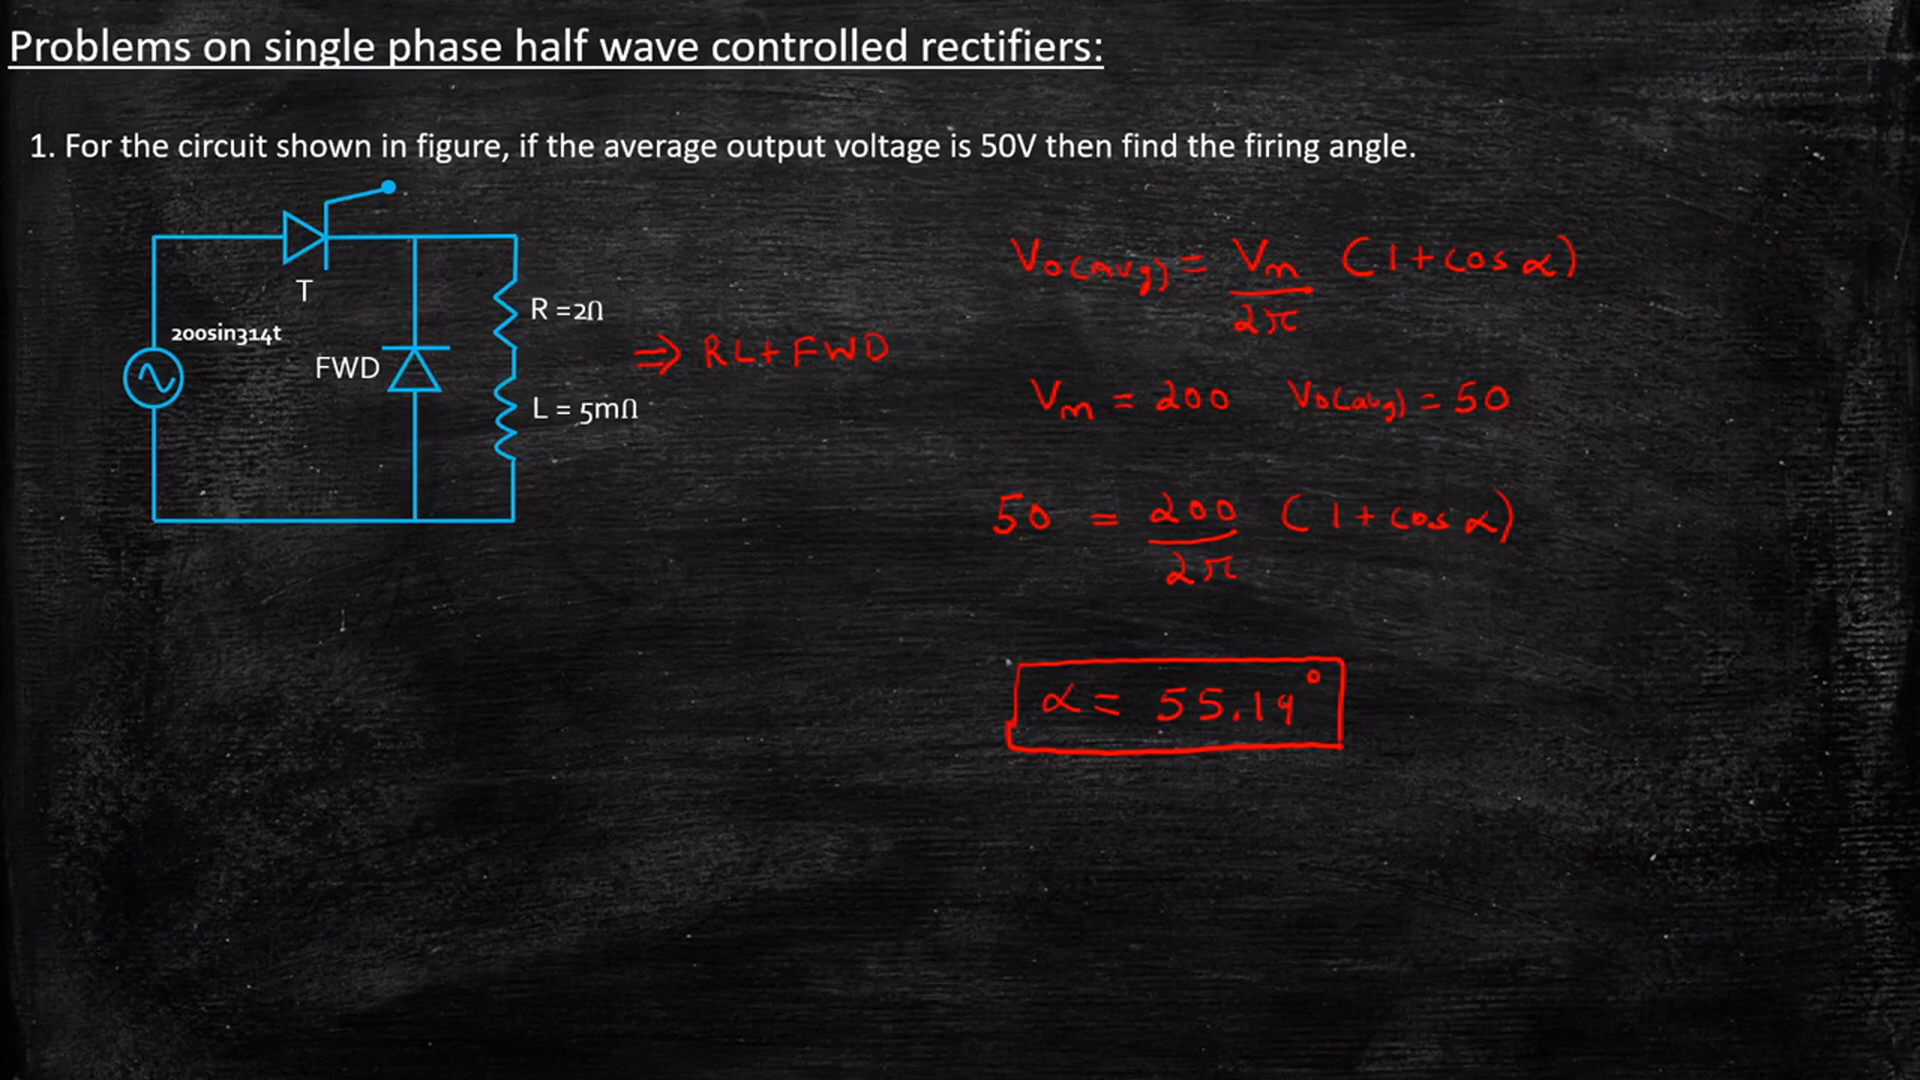 Problems on single phase half wave controlled rectifiers:
1. For the circuit shown in figure, if the average output voltage is 50V then find the firing angle.
T
200sin314t
FWD
R =2Ω
L = 5mΩ
⇒ RL+FWD
Vo(avg) = Vm/2π (1+cos α)
Vm = 200 Vo(avg) = 50
50 = 200/2π (1+cos α)
α = 55.19°